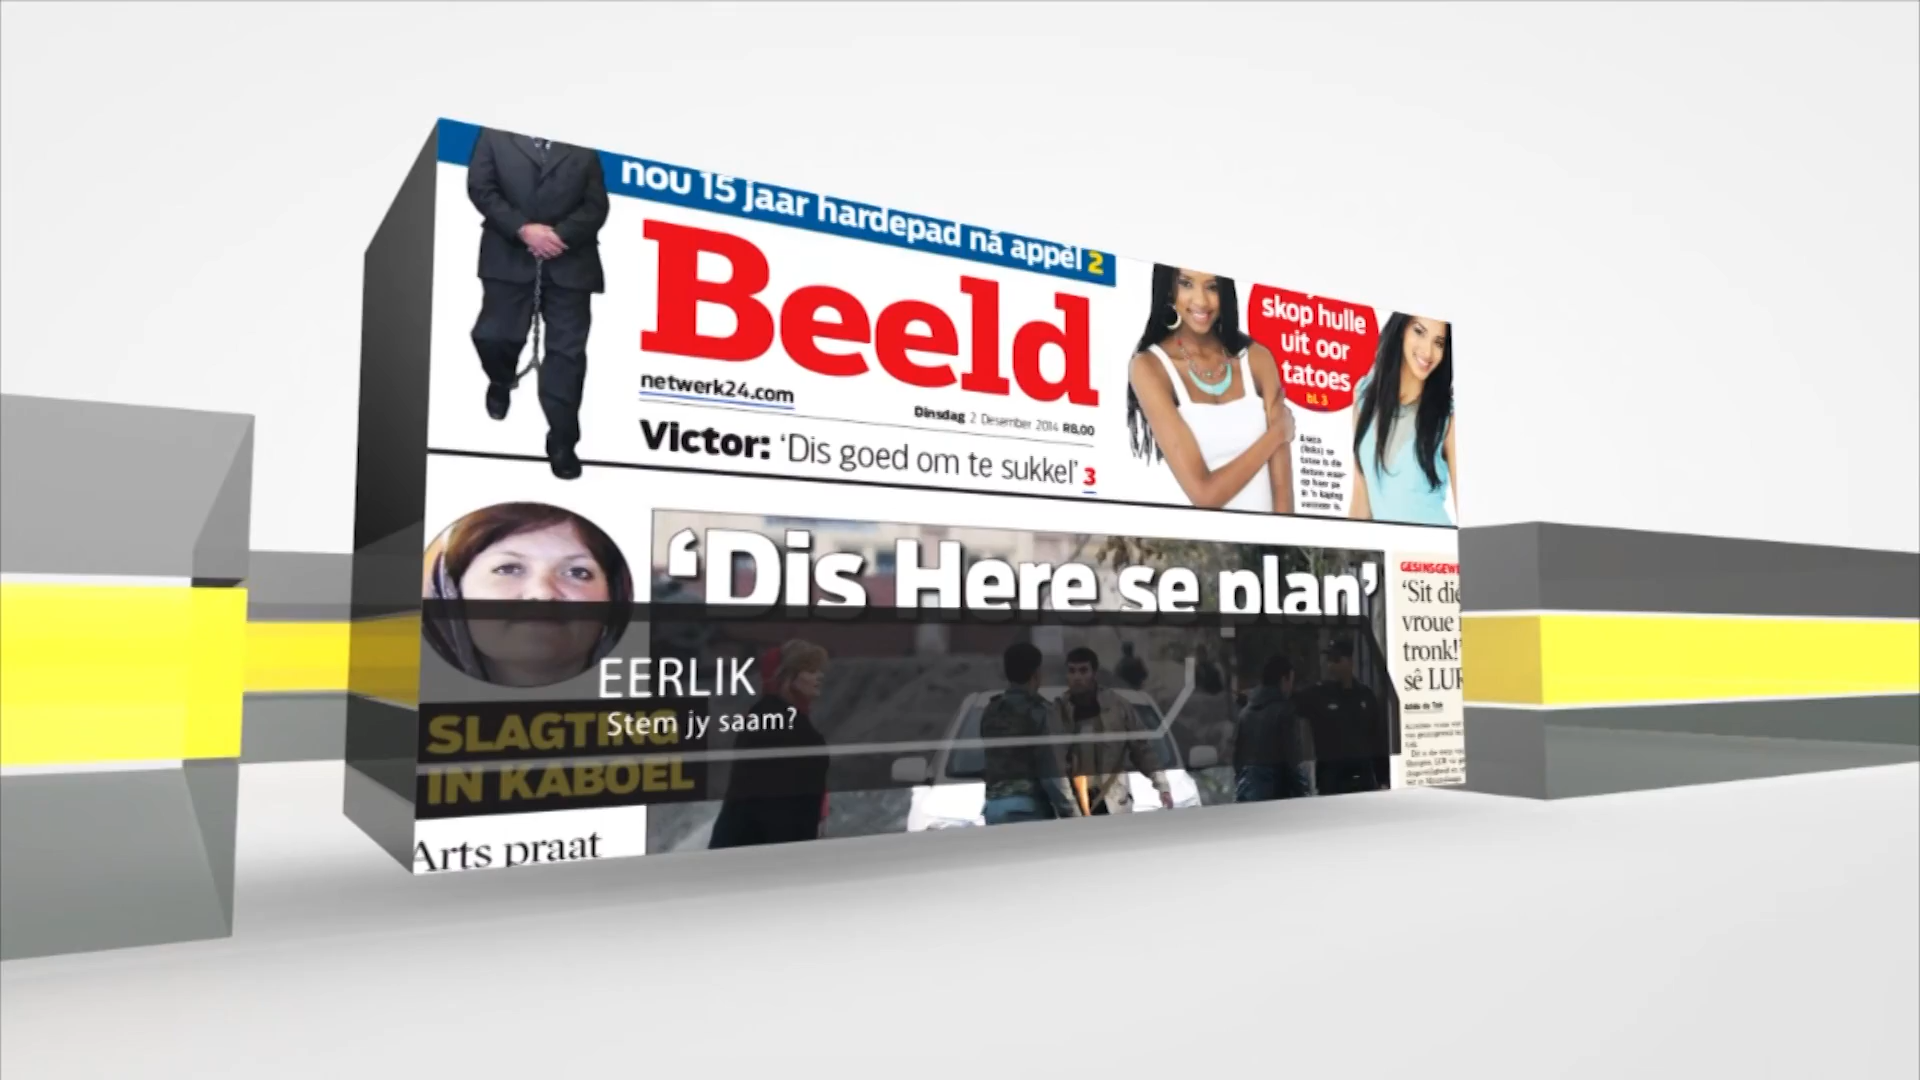 nou 15 jaar hardepad ná appèl 2
Beeld
netwerk24.com
Dinsdag 2 Desember 2014 R8,00
Victor: ‘Dis goed om te sukkel’ 3
skop hulle
uit oor
tatoes
bl. 3
‘Dis Here se plan’
EERLIK
Stem jy saam?
SLAGTING
IN KABOEL
Arts praat
‘Sit die
vroue
tronk!’
sê LUR